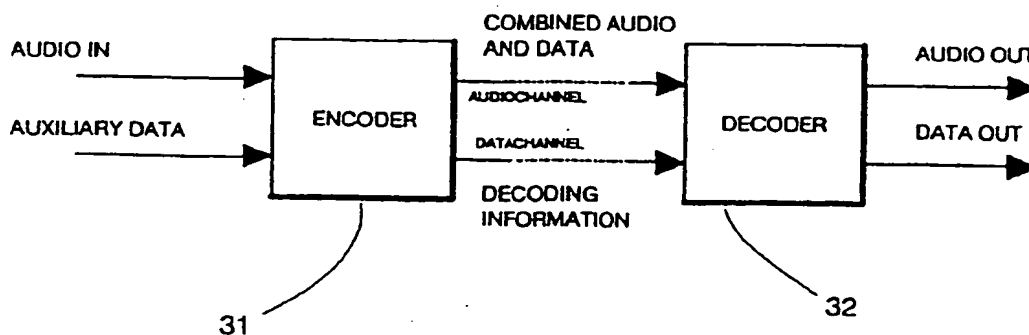 AUDIO IN
AUXILIARY DATA
ENCODER
COMBINED AUDIO
AND DATA
AUDIOCHANNEL
DATACHANNEL
DECODING
INFORMATION
DECODER
AUDIO OUT
DATA OUT
31
32